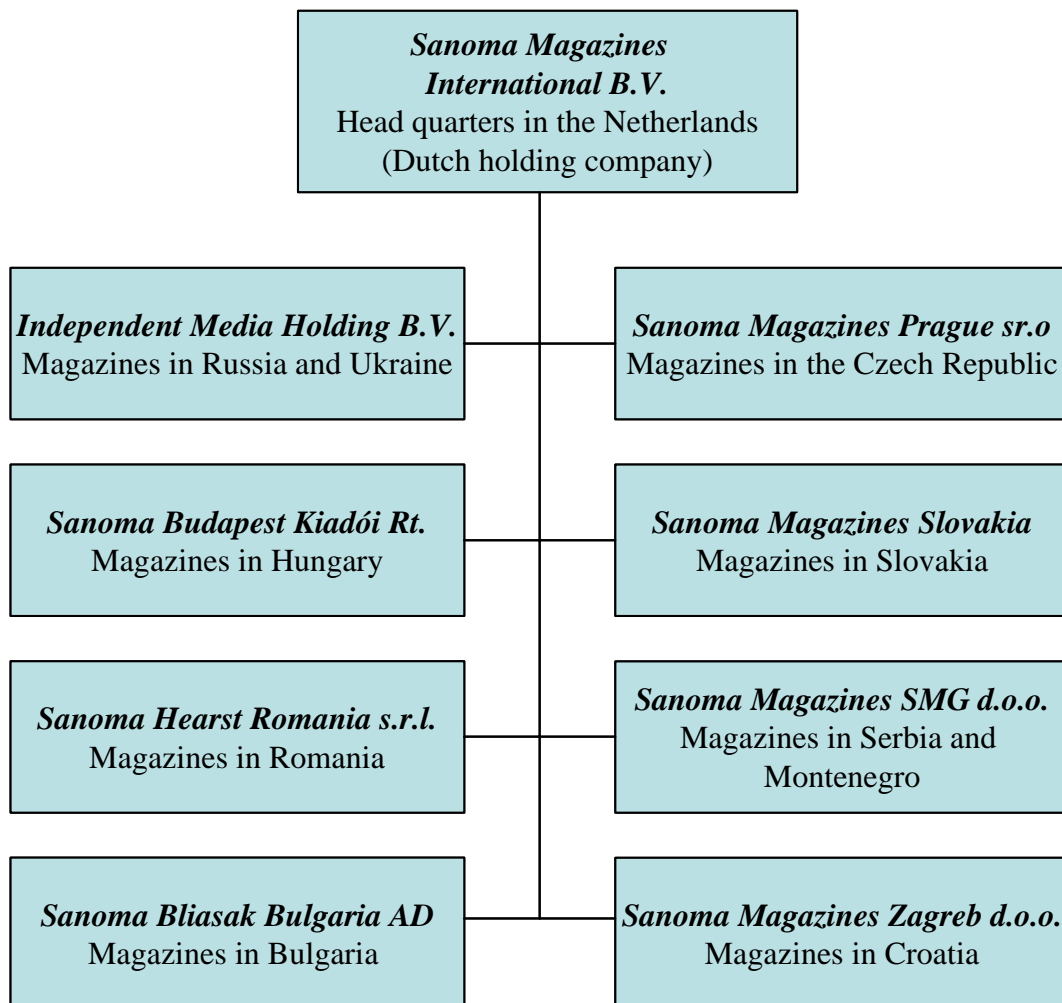 Sanoma Magazines
International B.V.
Head quarters in the Netherlands
(Dutch holding company)
Independent Media Holding B.V.
Magazines in Russia and Ukraine
Sanoma Magazines Prague sr.o
Magazines in the Czech Republic
Sanoma Budapest Kiadói Rt.
Magazines in Hungary
Sanoma Magazines Slovakia
Magazines in Slovakia
Sanoma Hearst Romania s.r.l.
Magazines in Romania
Sanoma Magazines SMG d.o.o.
Magazines in Serbia and
Montenegro
Sanoma Bliasak Bulgaria AD
Magazines in Bulgaria
Sanoma Magazines Zagreb d.o.o.
Magazines in Croatia